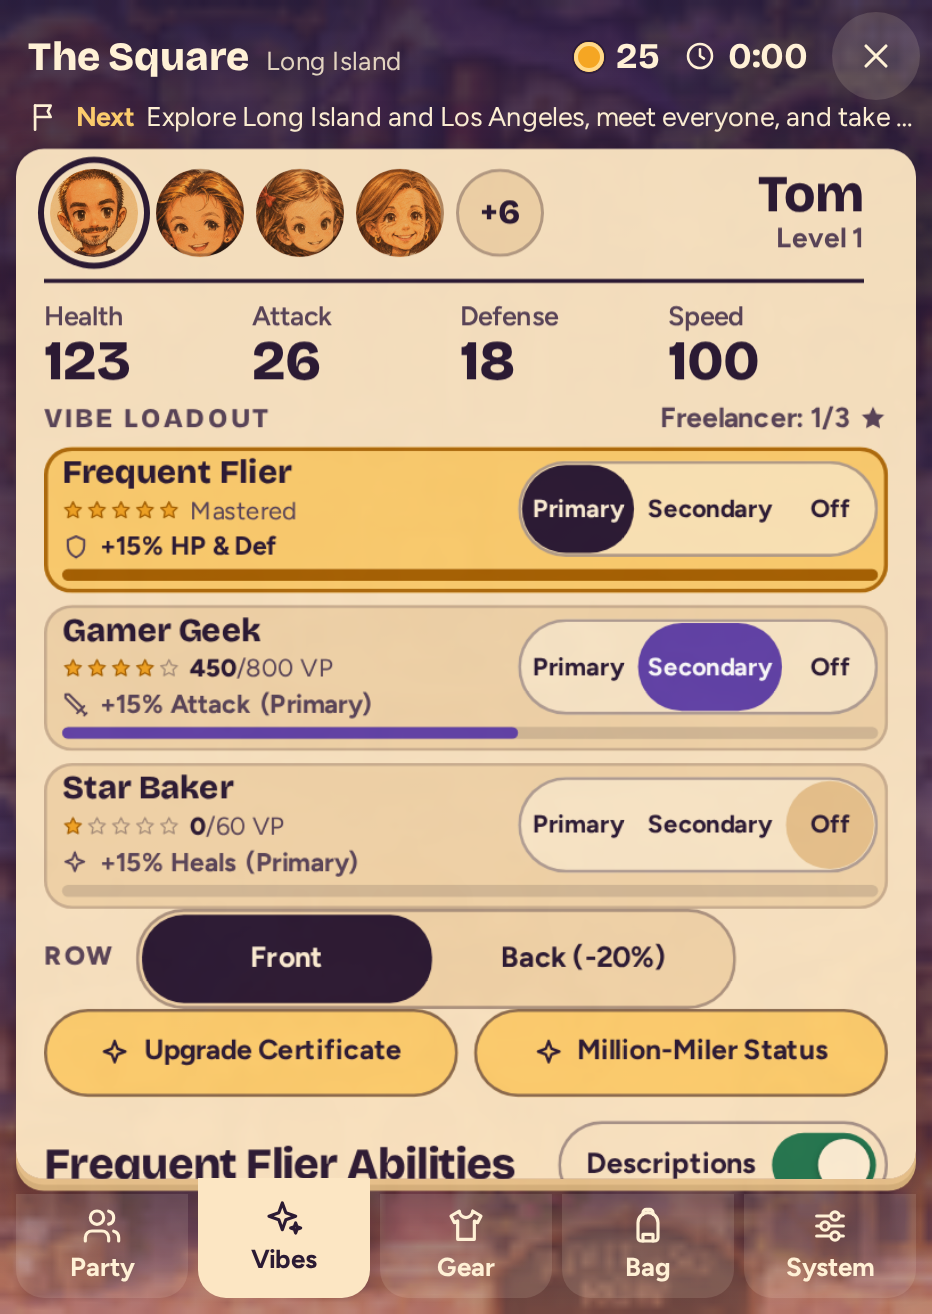 The Square Long Island 25 0:00
Next Explore Long Island and Los Angeles, meet everyone, and take ...
+6
Tom
Level 1
Health Attack Defense Speed
123 26 18 100
VIBE LOADOUT Freelancer: 1/3
Frequent Flier
Mastered
+15% HP & Def
Primary Secondary Off
Gamer Geek
450/800 VP
+15% Attack (Primary)
Primary Secondary Off
Star Baker
0/60 VP
+15% Heals (Primary)
Primary Secondary Off
ROW Front Back (-20%)
Upgrade Certificate Million-Miler Status
Frequent Flier Abilities Descriptions
Party Vibes Gear Bag System